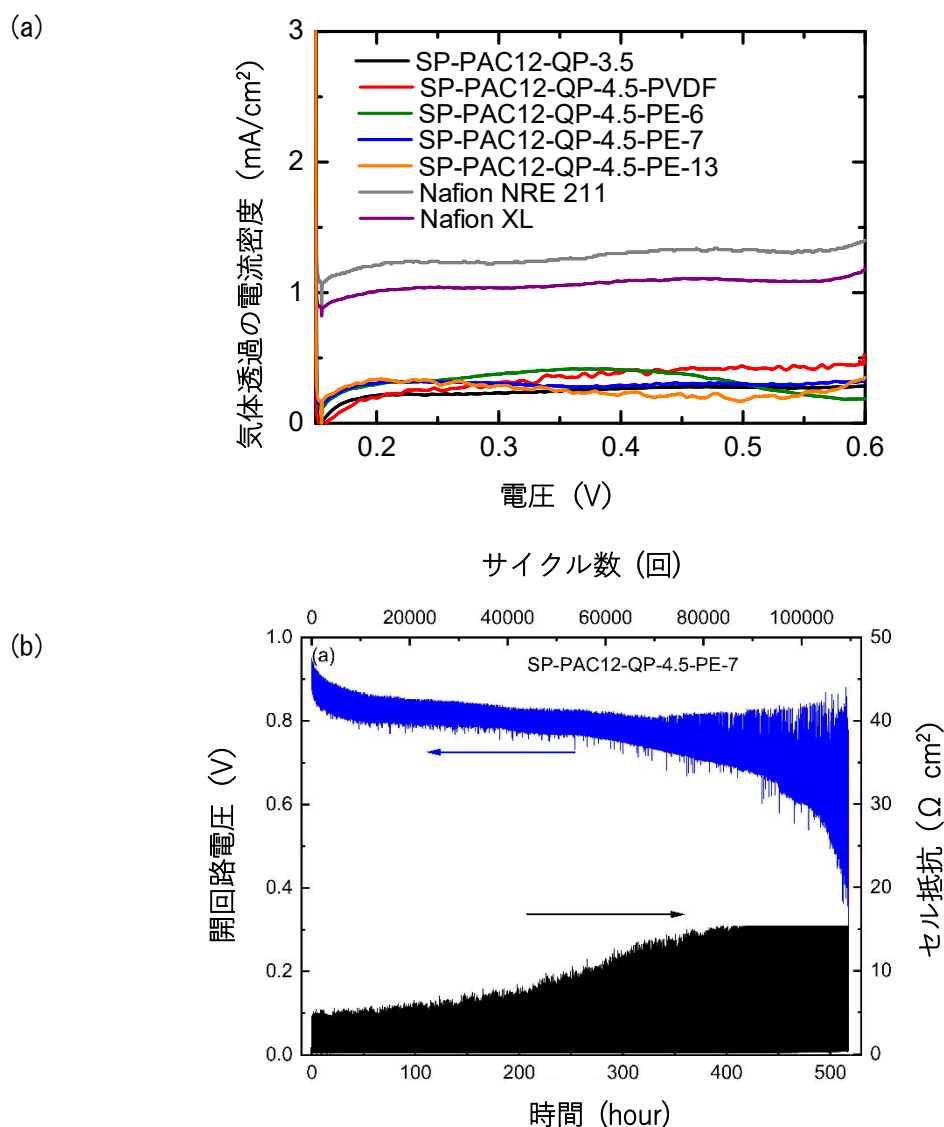 (a)
気体透過の電流密度 (mA/cm²)
3
2
1
0
SP-PAC12-QP-3.5
SP-PAC12-QP-4.5-PVDF
SP-PAC12-QP-4.5-PE-6
SP-PAC12-QP-4.5-PE-7
SP-PAC12-QP-4.5-PE-13
Nafion NRE 211
Nafion XL
0.2 0.3 0.4 0.5 0.6
電圧 (V)
(b)
サイクル数 (回)
0 20000 40000 60000 80000 100000
(a)
SP-PAC12-QP-4.5-PE-7
開回路電圧 (V)
1.0
0.8
0.6
0.4
0.2
0.0
50
40
30
20
10
0
セル抵抗 (Ω cm²)
0 100 200 300 400 500
時間 (hour)